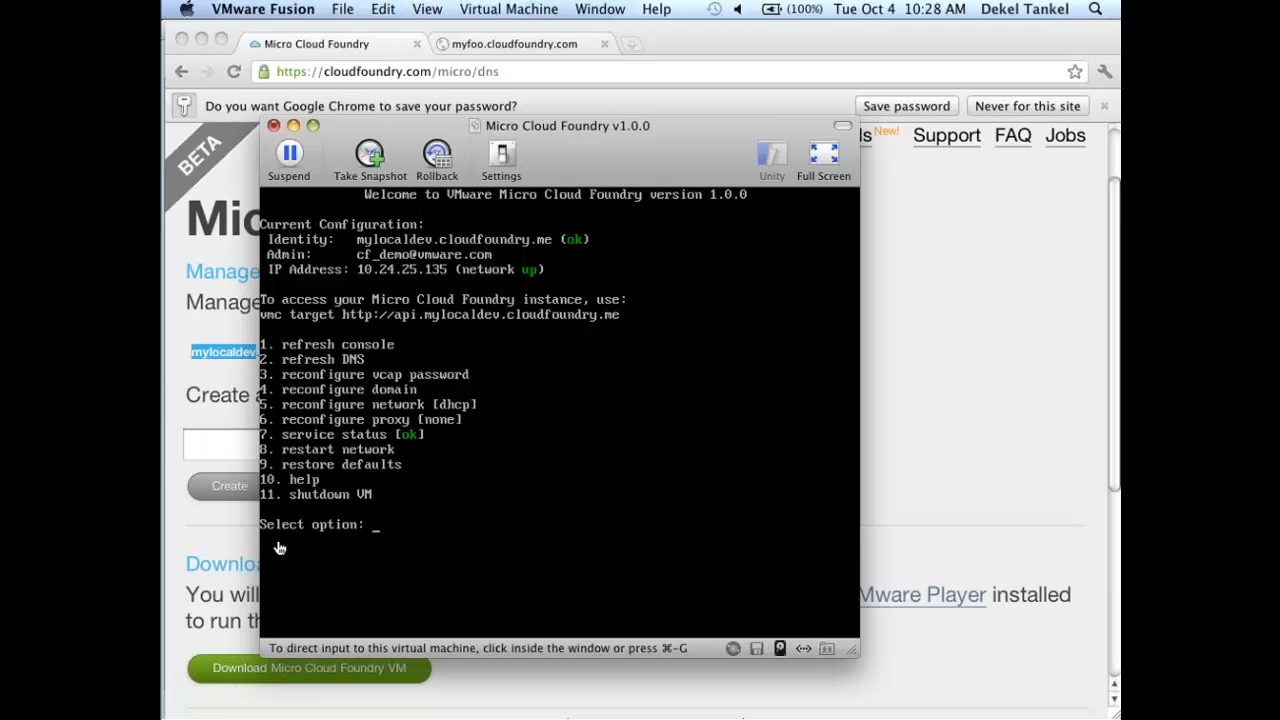 VMware Fusion File Edit View Virtual Machine Window Help (100%) Tue Oct 4 10:28 AM Dekel Tankel
Micro Cloud Foundry myfoo.cloudfoundry.com
https://cloudfoundry.com/micro/dns
Do you want Google Chrome to save your password? Save password Never for this site
Micro Cloud Foundry v1.0.0
BETA
New! Support FAQ Jobs
Suspend Take Snapshot Rollback Settings Unity Full Screen
Welcome to VMware Micro Cloud Foundry version 1.0.0
Current Configuration:
Identity: mylocaldev.cloudfoundry.me (ok)
Admin: cf_demo@vmware.com
IP Address: 10.24.25.135 (network up)
To access your Micro Cloud Foundry instance, use:
vmc target http://api.mylocaldev.cloudfoundry.me
1. refresh console
2. refresh DNS
3. reconfigure vcap password
4. reconfigure domain
5. reconfigure network [dhcp]
6. reconfigure proxy [none]
7. service status [ok]
8. restart network
9. restore defaults
10. help
11. shutdown VM
Select option: _
To direct input to this virtual machine, click inside the window or press ⌘-G
Mic
Manage
Manag
mylocaldev
Create a
Create
Downlo
You will Mware Player installed
to run th
Download Micro Cloud Foundry VM